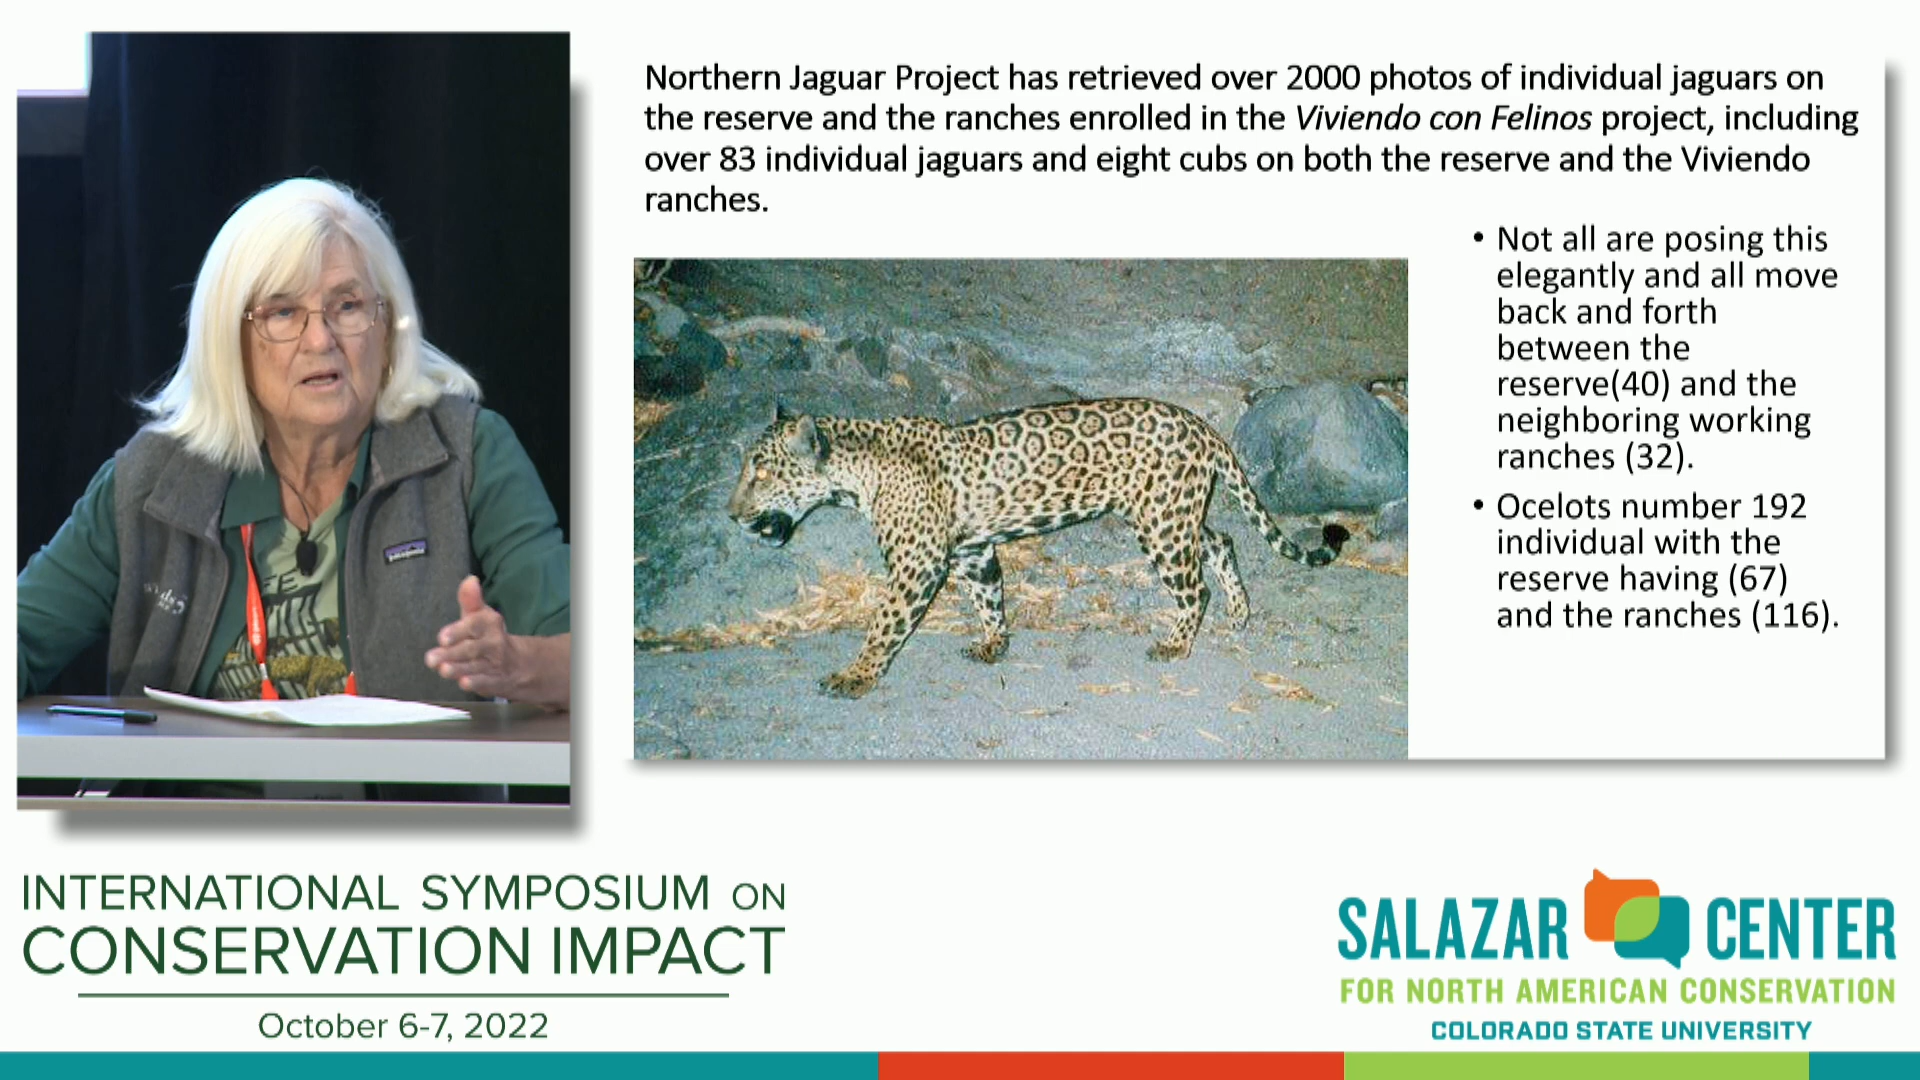 Northern Jaguar Project has retrieved over 2000 photos of individual jaguars on
the reserve and the ranches enrolled in the Viviendo con Felinos project, including
over 83 individual jaguars and eight cubs on both the reserve and the Viviendo
ranches.
• Not all are posing this
elegantly and all move
back and forth
between the
reserve(40) and the
neighboring working
ranches (32).
• Ocelots number 192
individual with the
reserve having (67)
and the ranches (116).
patagonia
INTERNATIONAL SYMPOSIUM ON
CONSERVATION IMPACT
October 6-7, 2022
SALAZAR CENTER
FOR NORTH AMERICAN CONSERVATION
COLORADO STATE UNIVERSITY